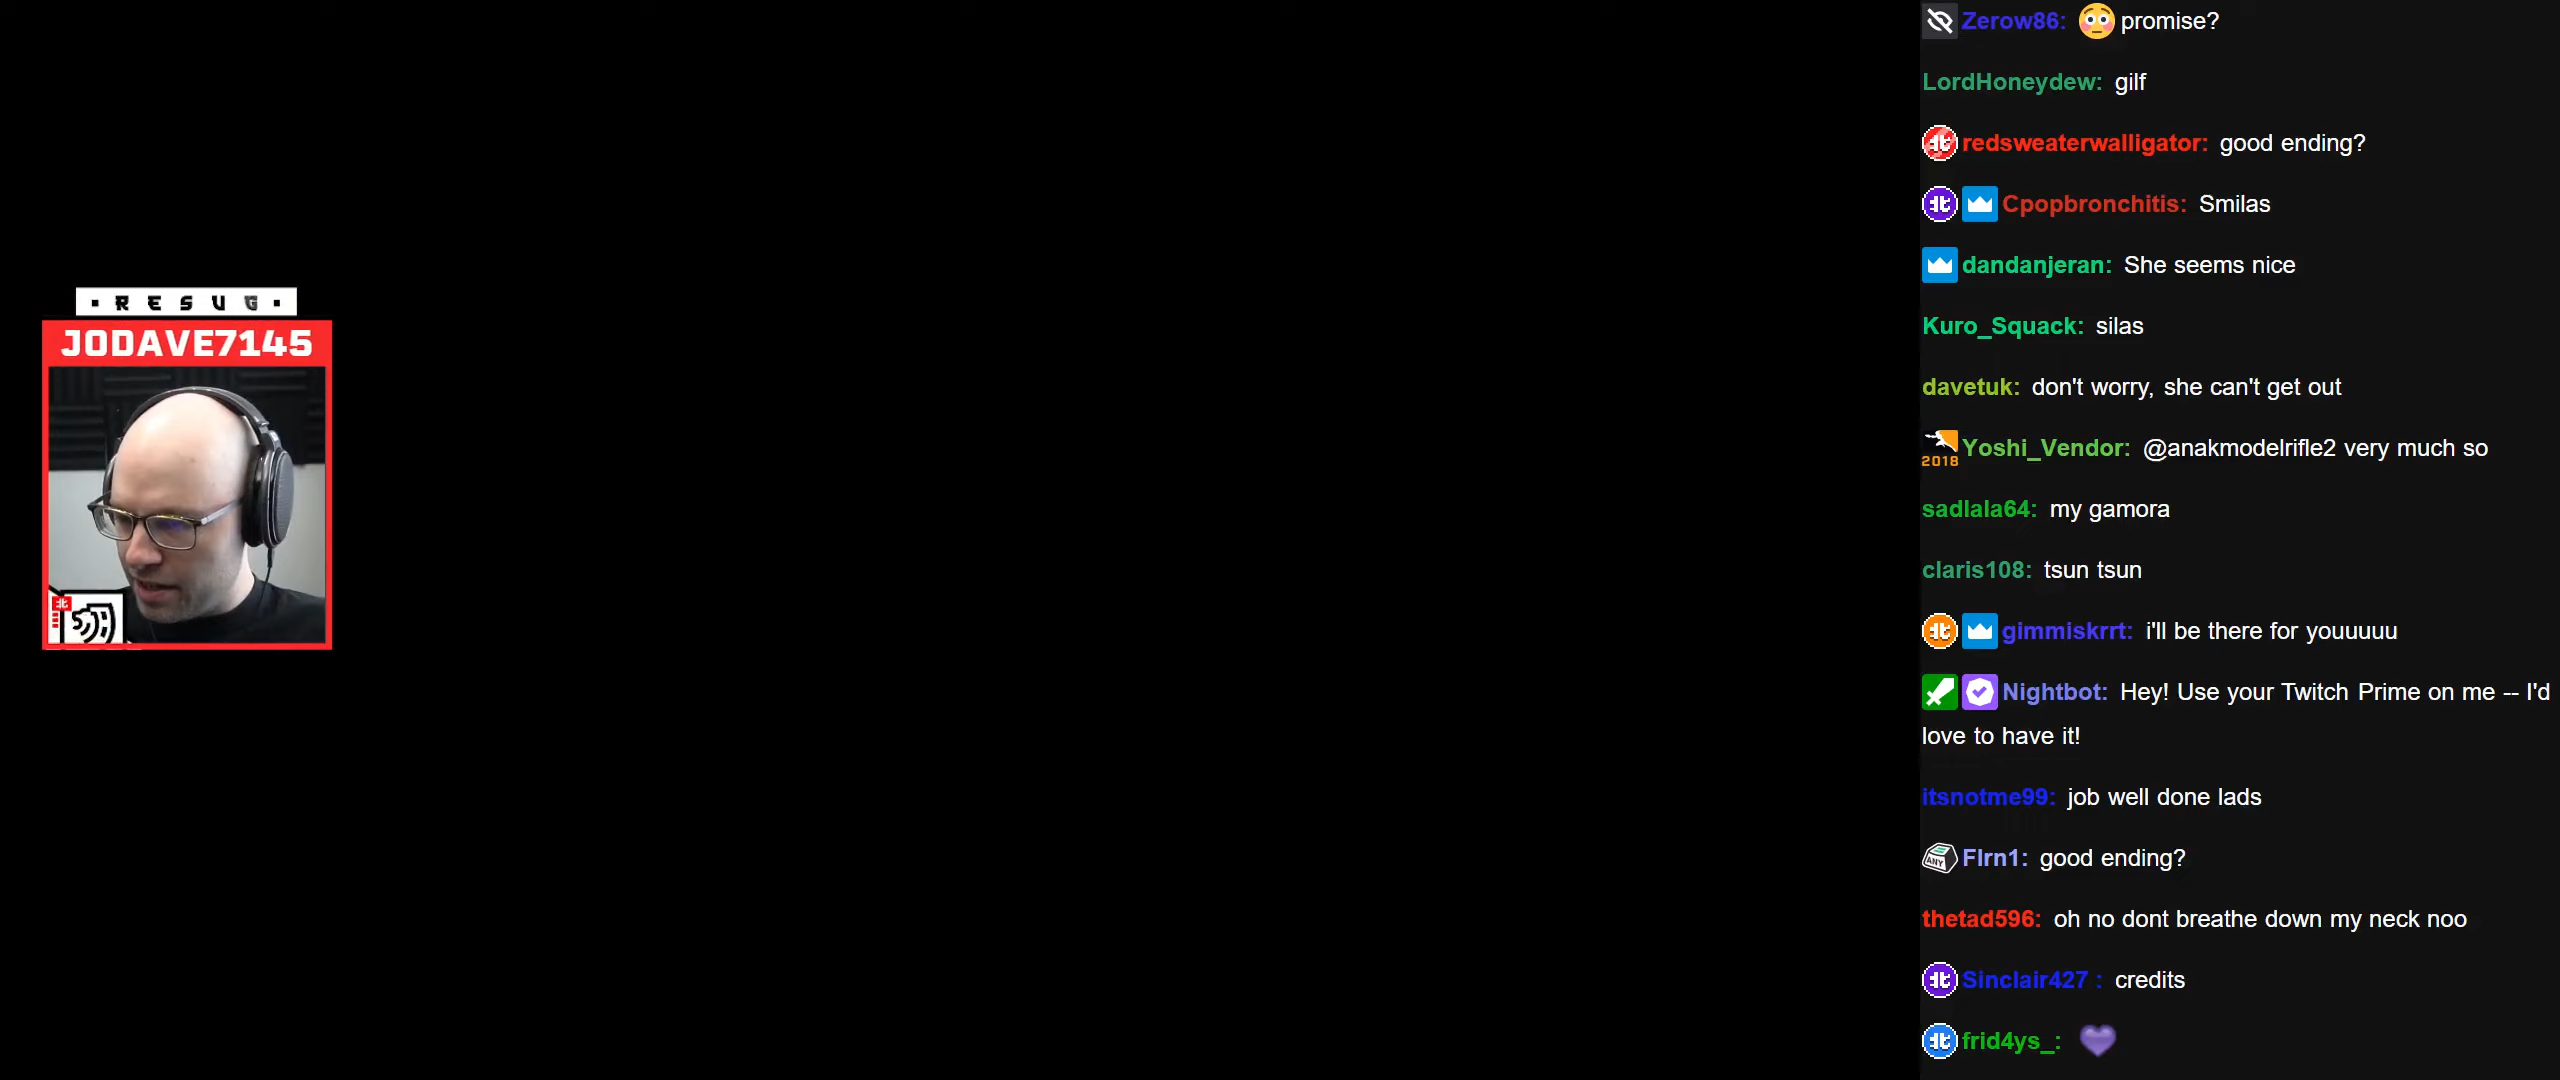 • R E S U G •
JODAVE7145
Zerow86: promise?
LordHoneydew: gilf
redsweaterwalligator: good ending?
Cpopbronchitis: Smilas
dandanjeran: She seems nice
Kuro_Squack: silas
davetuk: don't worry, she can't get out
2018 Yoshi_Vendor: @anakmodelrifle2 very much so
sadlala64: my gamora
claris108: tsun tsun
gimmiskrrt: i'll be there for youuuuu
Nightbot: Hey! Use your Twitch Prime on me -- I'd
love to have it!
itsnotme99: job well done lads
ANY FIrn1: good ending?
thetad596: oh no dont breathe down my neck noo
Sinclair427 : credits
frid4ys_: